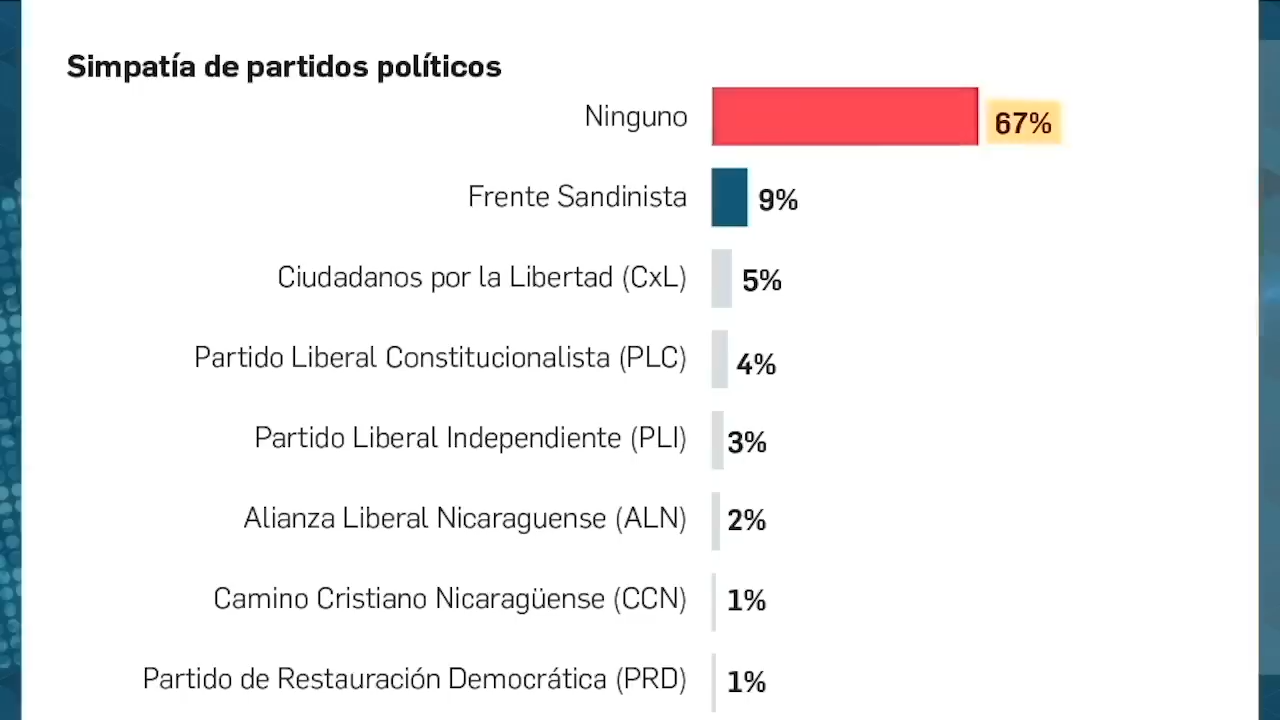 Simpatía de partidos políticos
Ninguno 67%
Frente Sandinista 9%
Ciudadanos por la Libertad (CxL) 5%
Partido Liberal Constitucionalista (PLC) 4%
Partido Liberal Independiente (PLI) 3%
Alianza Liberal Nicaraguense (ALN) 2%
Camino Cristiano Nicaragüense (CCN) 1%
Partido de Restauración Democrática (PRD) 1%